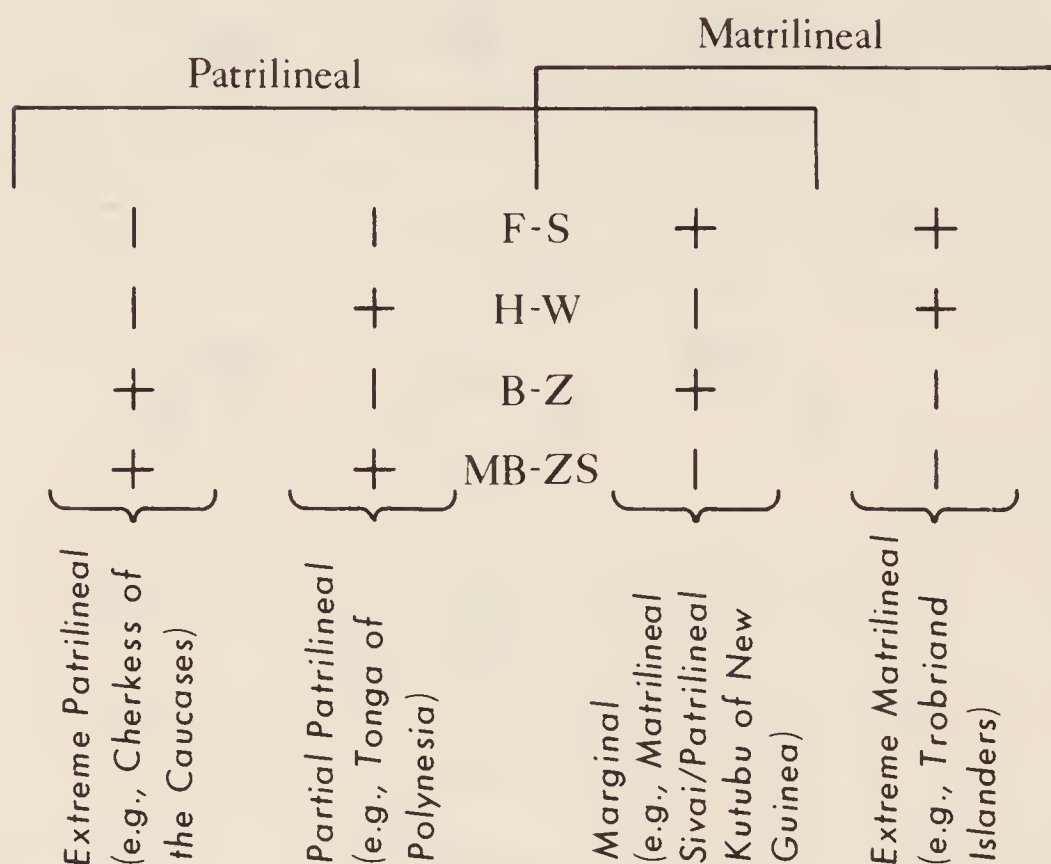 Matrilineal
Patrilineal
| | F-S + +
| + H-W | +
+ | B-Z + |
+ + MB-ZS | |
Extreme Patrilineal
(e.g., Cherkess of
the Caucases)
Partial Patrilineal
(e.g., Tonga of
Polynesia)
Marginal
(e.g., Matrilineal
Sivai/Patrilineal
Kutubu of New
Guinea)
Extreme Matrilineal
(e.g., Trobriand
Islanders)